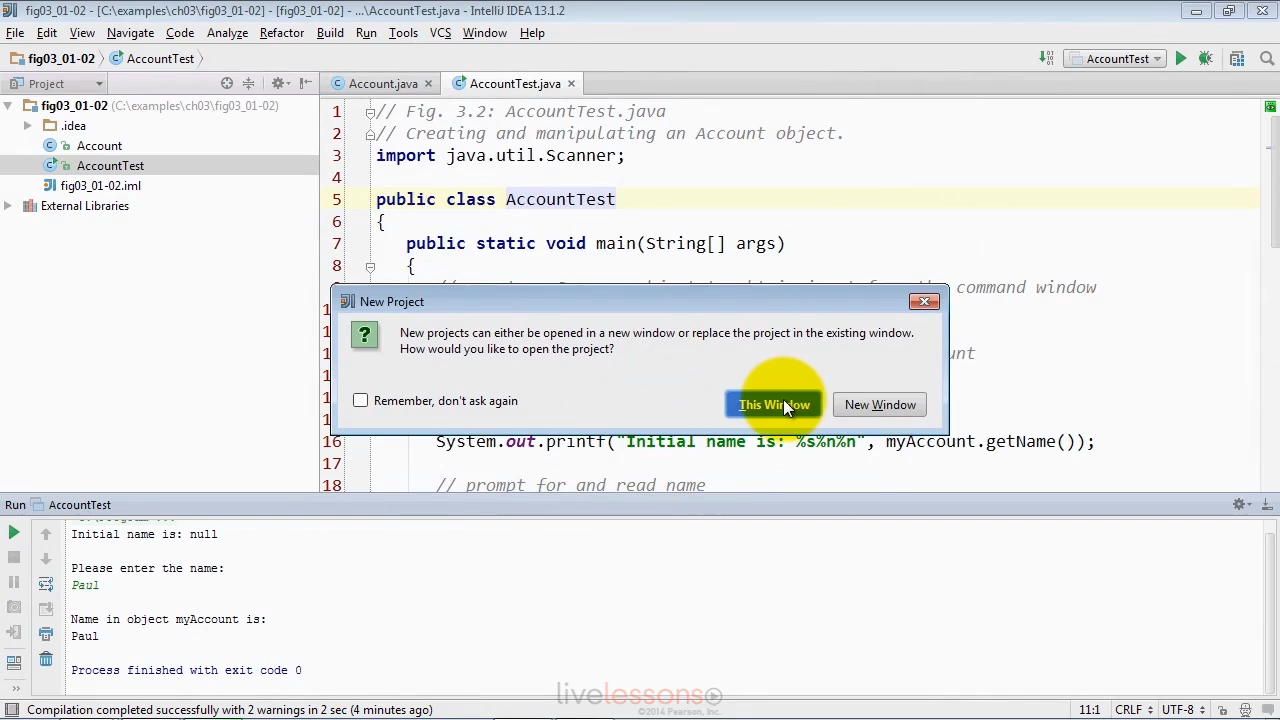 fig03_01-02 - [C:\examples\ch03\fig03_01-02] - [fig03_01-02] - ...\AccountTest.java - IntelliJ IDEA 13.1.2
File Edit View Navigate Code Analyze Refactor Build Run Tools VCS Window Help
fig03_01-02 AccountTest AccountTest
Project Account.java AccountTest.java
fig03_01-02 (C:\examples\ch03\fig03_01-02)
.idea
Account
AccountTest
fig03_01-02.iml
External Libraries
1 // Fig. 3.2: AccountTest.java
2 // Creating and manipulating an Account object.
3 import java.util.Scanner;
4
5 public class AccountTest
6 {
7 public static void main(String[] args)
8 {
command window
New Project
New projects can either be opened in a new window or replace the project in the existing window.
How would you like to open the project?
Remember, don't ask again
This Window New Window
16 System.out.printf("Initial name is: %s%n%n", myAccount.getName());
17
18 // prompt for and read name
Run AccountTest
Initial name is: null
Please enter the name:
Paul
Name in object myAccount is:
Paul
Process finished with exit code 0
livelessons
©2014 Pearson, Inc.
Compilation completed successfully with 2 warnings in 2 sec (4 minutes ago) 11:1 CRLF UTF-8